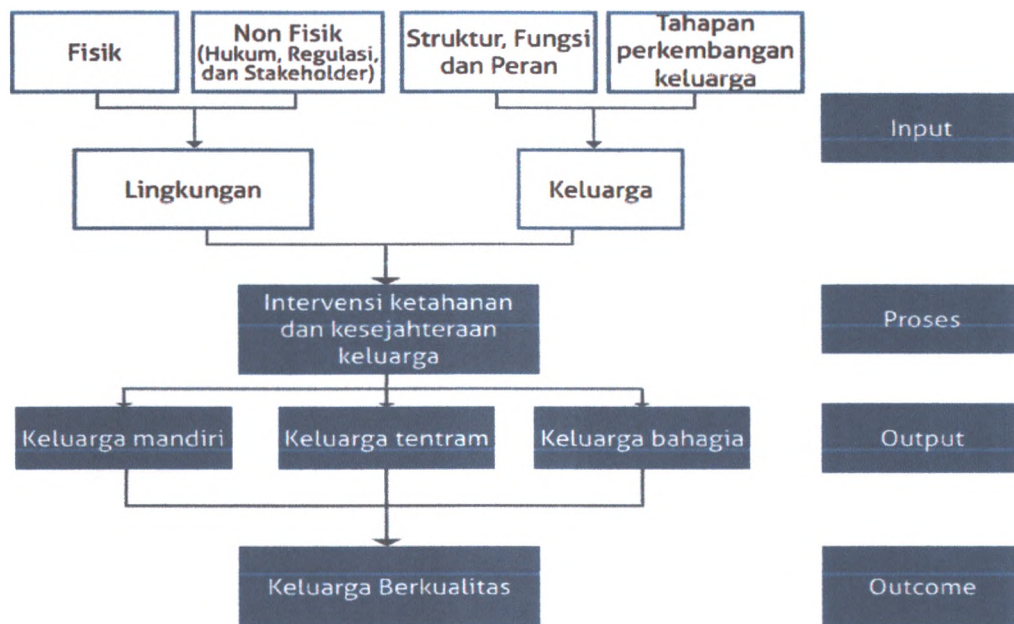 Fisik
Non Fisik
(Hukum, Regulasi,
dan Stakeholder)
Struktur, Fungsi
dan Peran
Tahapan
perkembangan
keluarga
Input
Lingkungan
Keluarga
Intervensi ketahanan
dan kesejahteraan
keluarga
Proses
Keluarga mandiri
Keluarga tentram
Keluarga bahagia
Output
Keluarga Berkualitas
Outcome